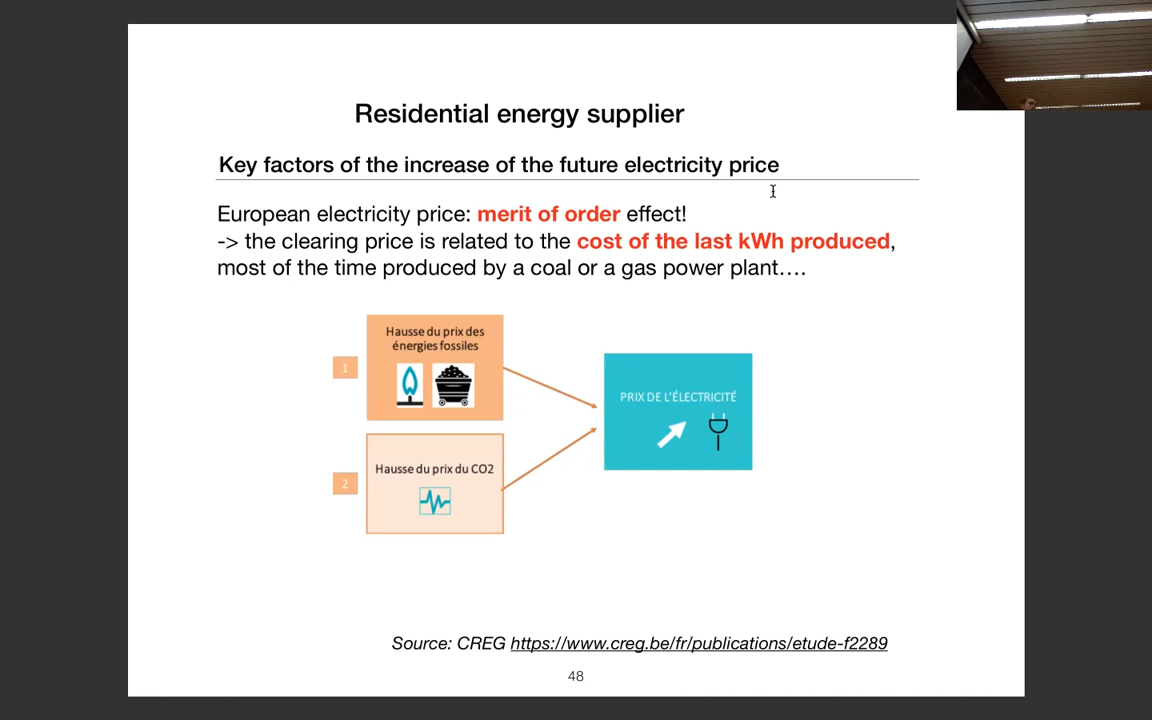 Residential energy supplier
Key factors of the increase of the future electricity price
European electricity price: merit of order effect!
-> the clearing price is related to the cost of the last kWh produced,
most of the time produced by a coal or a gas power plant….
1
Hausse du prix des
énergies fossiles
PRIX DE L'ÉLECTRICITÉ
2
Hausse du prix du CO2
Source: CREG https://www.creg.be/fr/publications/etude-f2289
48